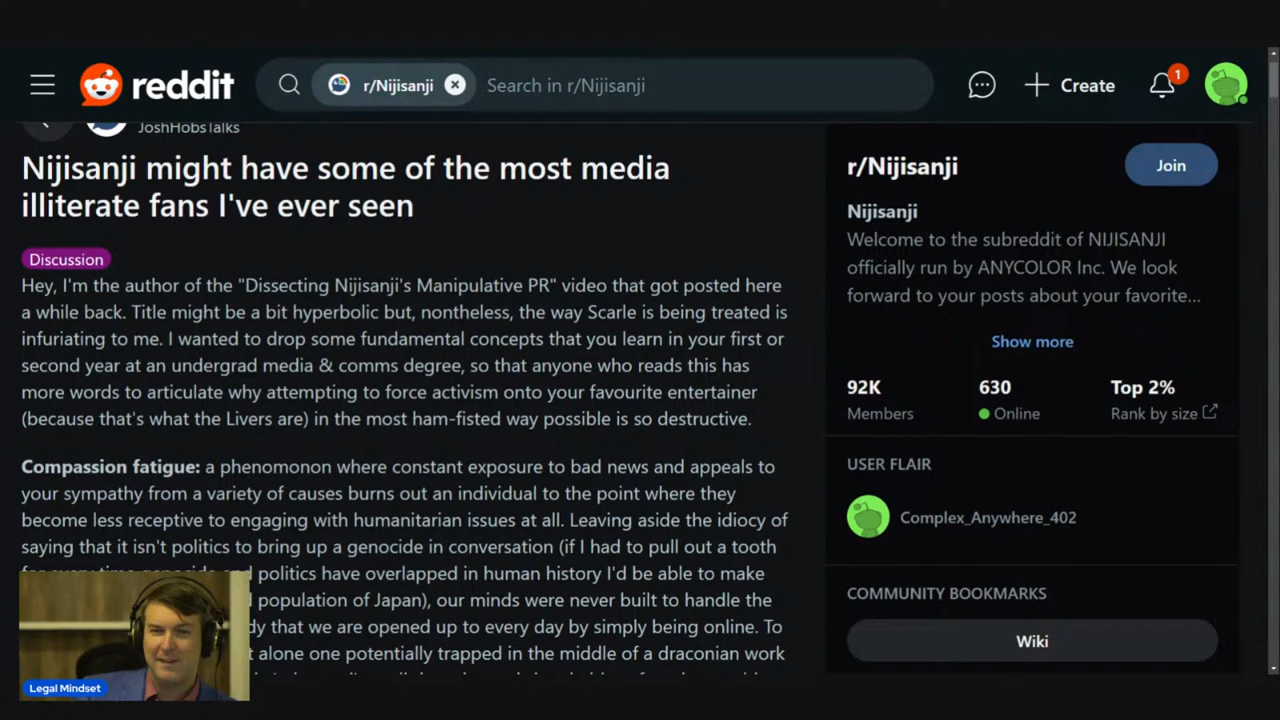 reddit
r/Nijisanji
Search in r/Nijisanji
Create
1
JoshHobsTalks
Nijisanji might have some of the most media
illiterate fans I've ever seen
Discussion
Hey, I'm the author of the "Dissecting Nijisanji's Manipulative PR" video that got posted here
a while back. Title might be a bit hyperbolic but, nontheless, the way Scarle is being treated is
infuriating to me. I wanted to drop some fundamental concepts that you learn in your first or
second year at an undergrad media & comms degree, so that anyone who reads this has
more words to articulate why attempting to force activism onto your favourite entertainer
(because that's what the Livers are) in the most ham-fisted way possible is so destructive.
Compassion fatigue: a phenomonon where constant exposure to bad news and appeals to
your sympathy from a variety of causes burns out an individual to the point where they
become less receptive to engaging with humanitarian issues at all. Leaving aside the idiocy of
saying that it isn't politics to bring up a genocide in conversation (if I had to pull out a tooth
for every time genocide and politics have overlapped in human history I'd be able to make
population of Japan), our minds were never built to handle the
that we are opened up to every day by simply being online. To
alone one potentially trapped in the middle of a draconian work
r/Nijisanji
Join
Nijisanji
Welcome to the subreddit of NIJISANJI
officially run by ANYCOLOR Inc. We look
forward to your posts about your favorite...
Show more
92K
630
Top 2%
Members
Online
Rank by size
USER FLAIR
Complex_Anywhere_402
COMMUNITY BOOKMARKS
Wiki
Legal Mindset